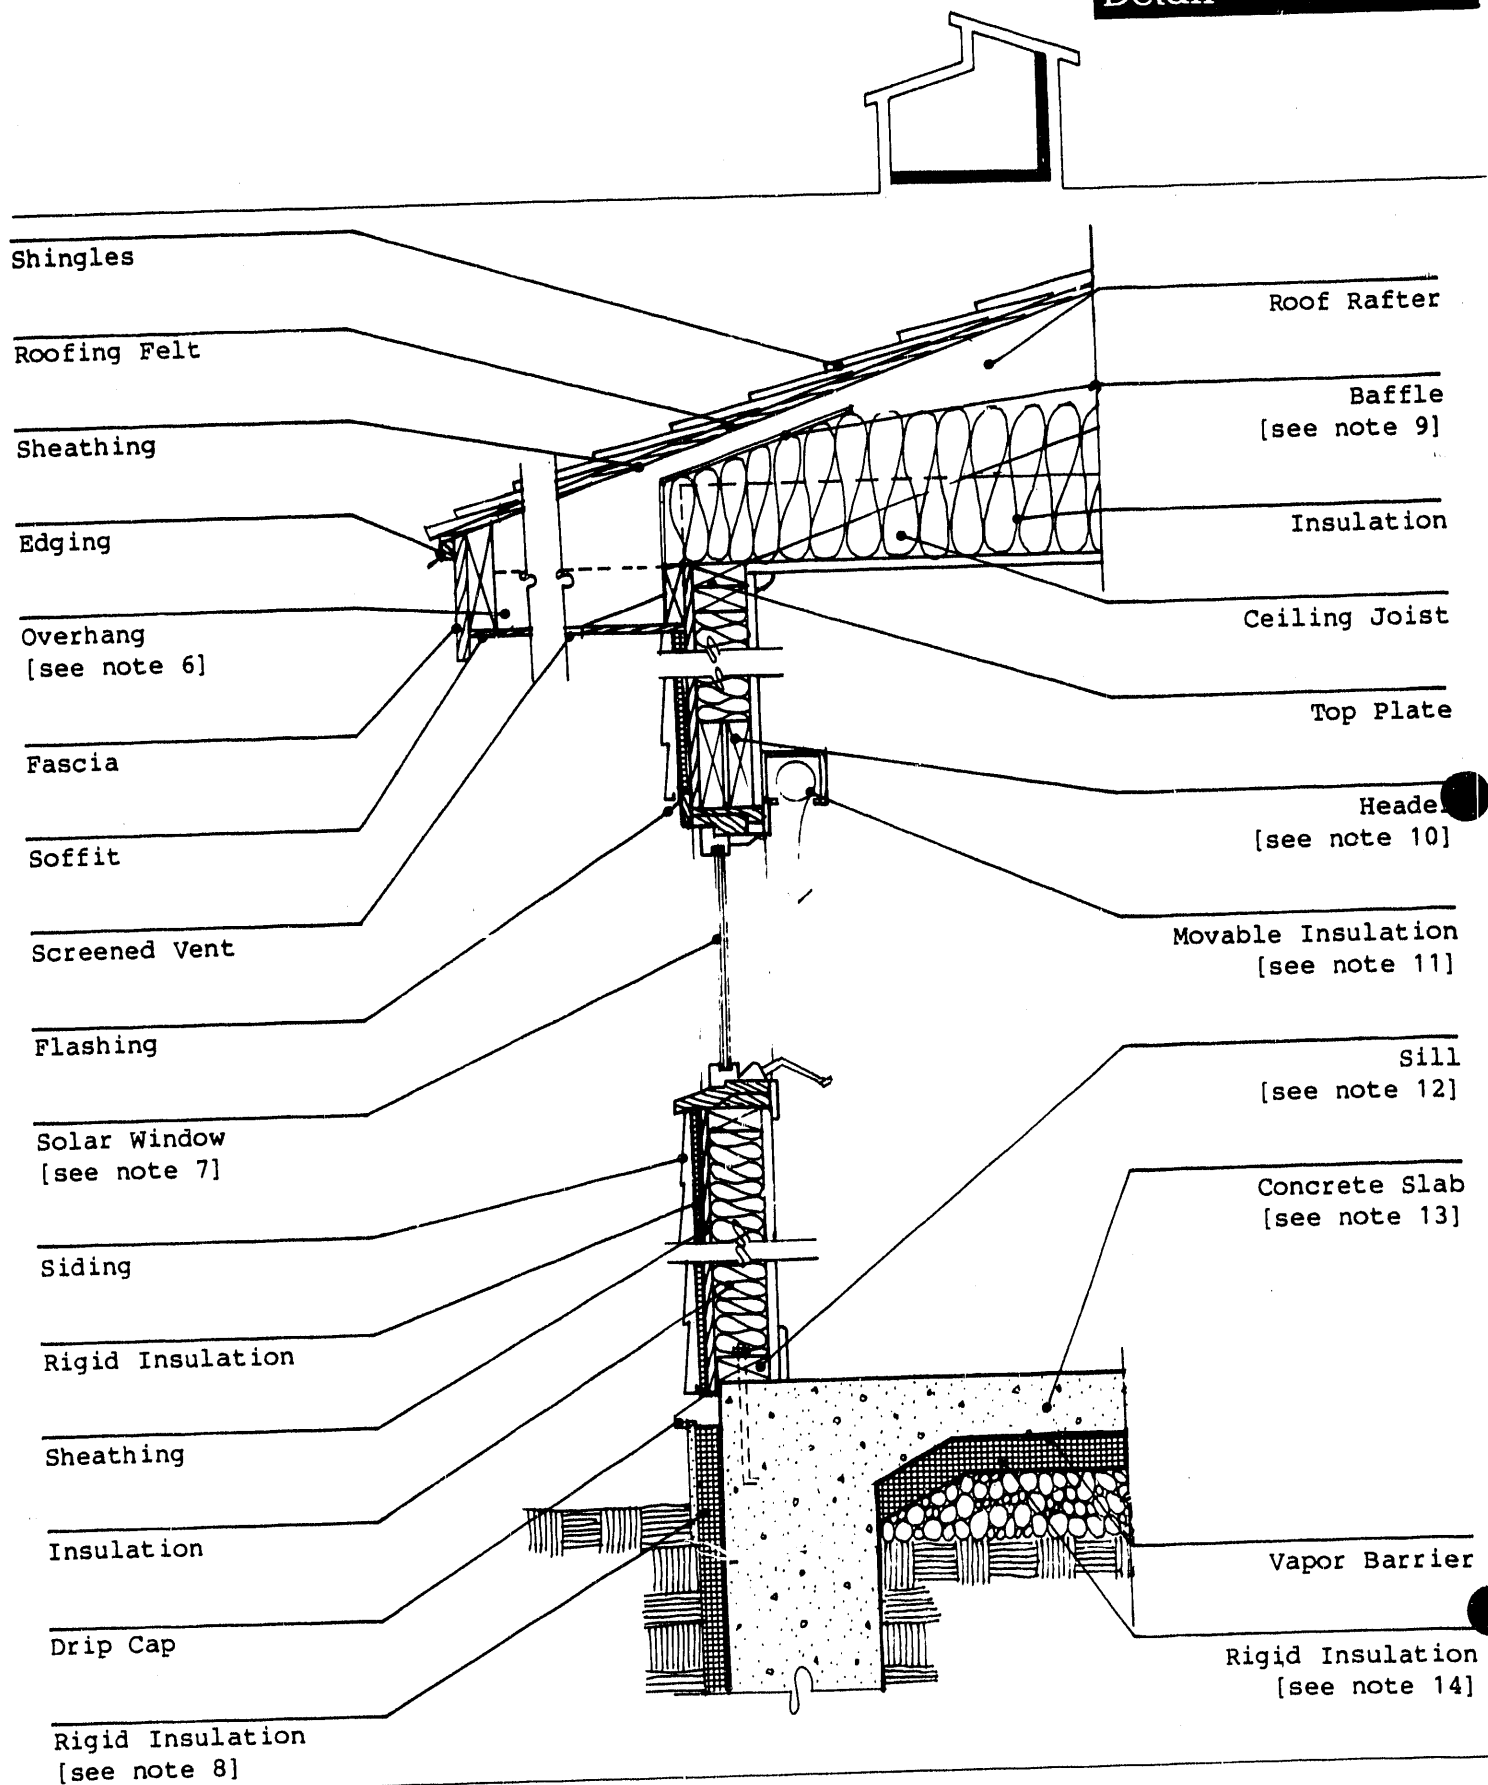 Detail
Shingles
Roofing Felt
Sheathing
Edging
Overhang
[see note 6]
Fascia
Soffit
Screened Vent
Flashing
Solar Window
[see note 7]
Siding
Rigid Insulation
Sheathing
Insulation
Drip Cap
Rigid Insulation
[see note 8]
Roof Rafter
Baffle
[see note 9]
Insulation
Ceiling Joist
Top Plate
Heade
[see note 10]
Movable Insulation
[see note 11]
Sill
[see note 12]
Concrete Slab
[see note 13]
Vapor Barrier
Rigid Insulation
[see note 14]